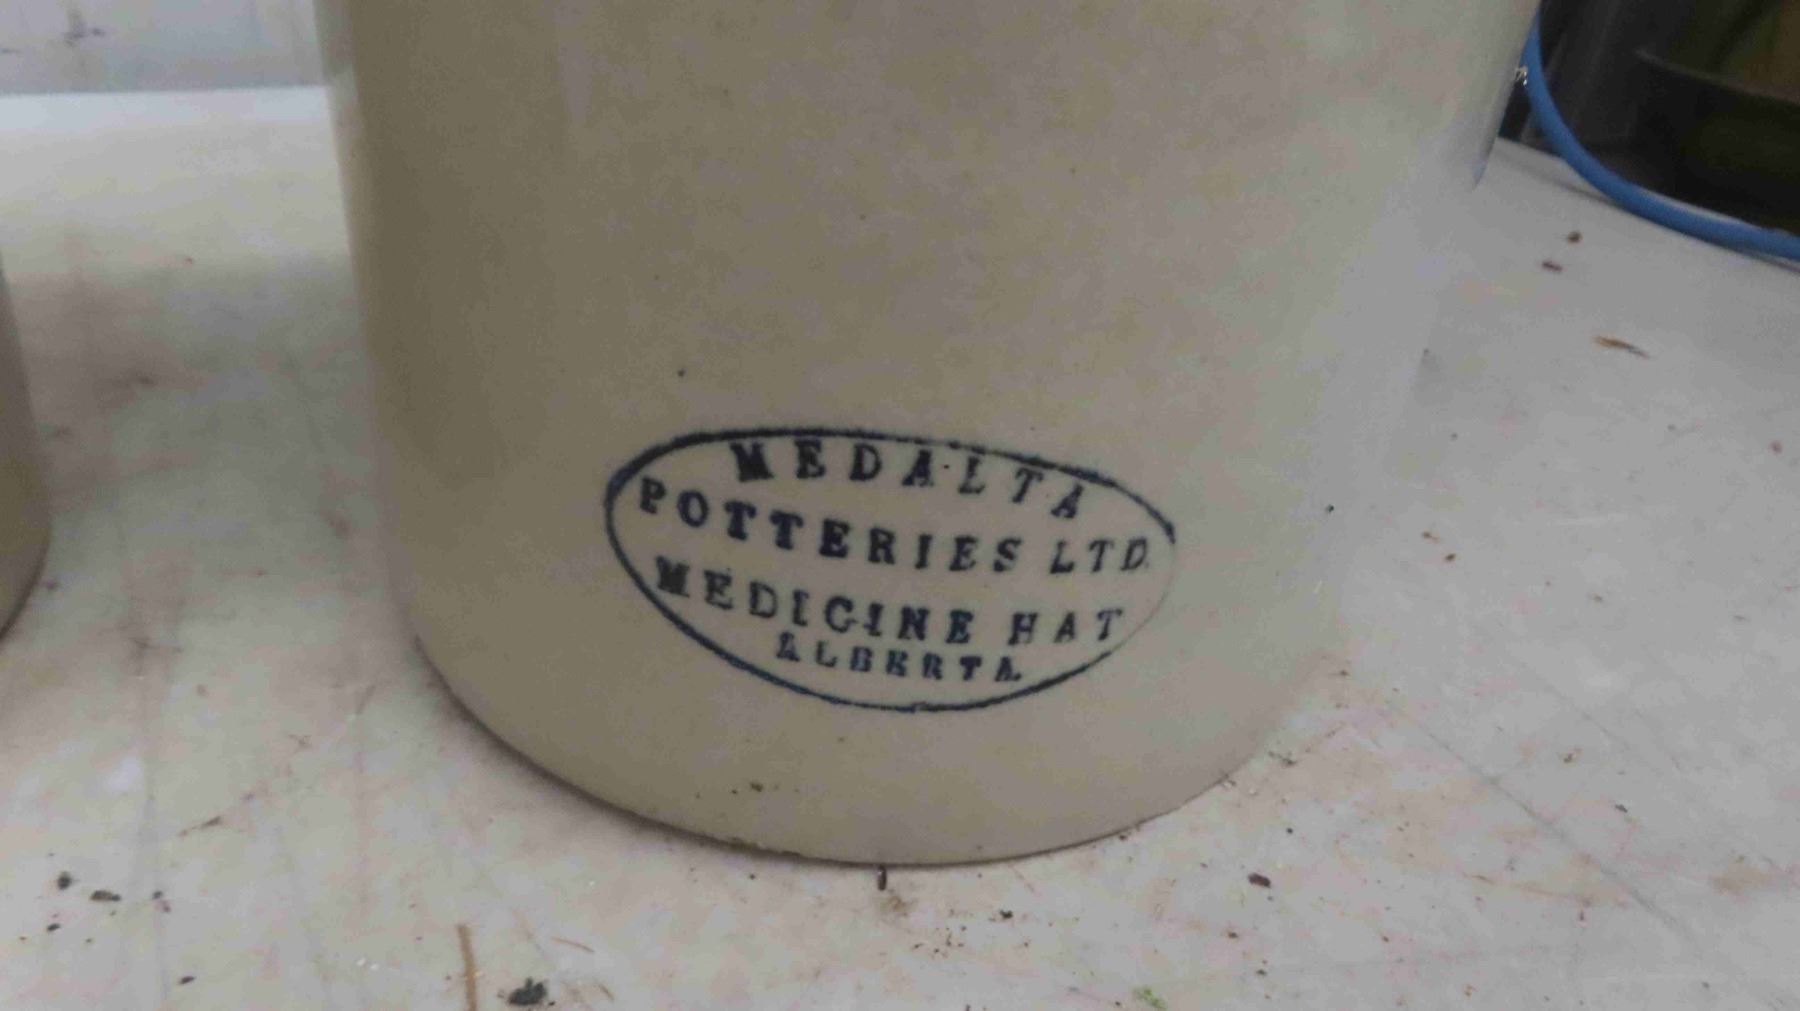 MEDALTA
POTTERIES LTD.
MEDICINE HAT
ALBERTA